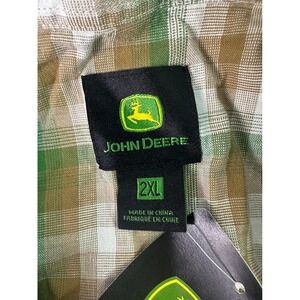 JOHN DEERE
2XL
MADE IN CHINA
FABRIQUÉ EN CHINE